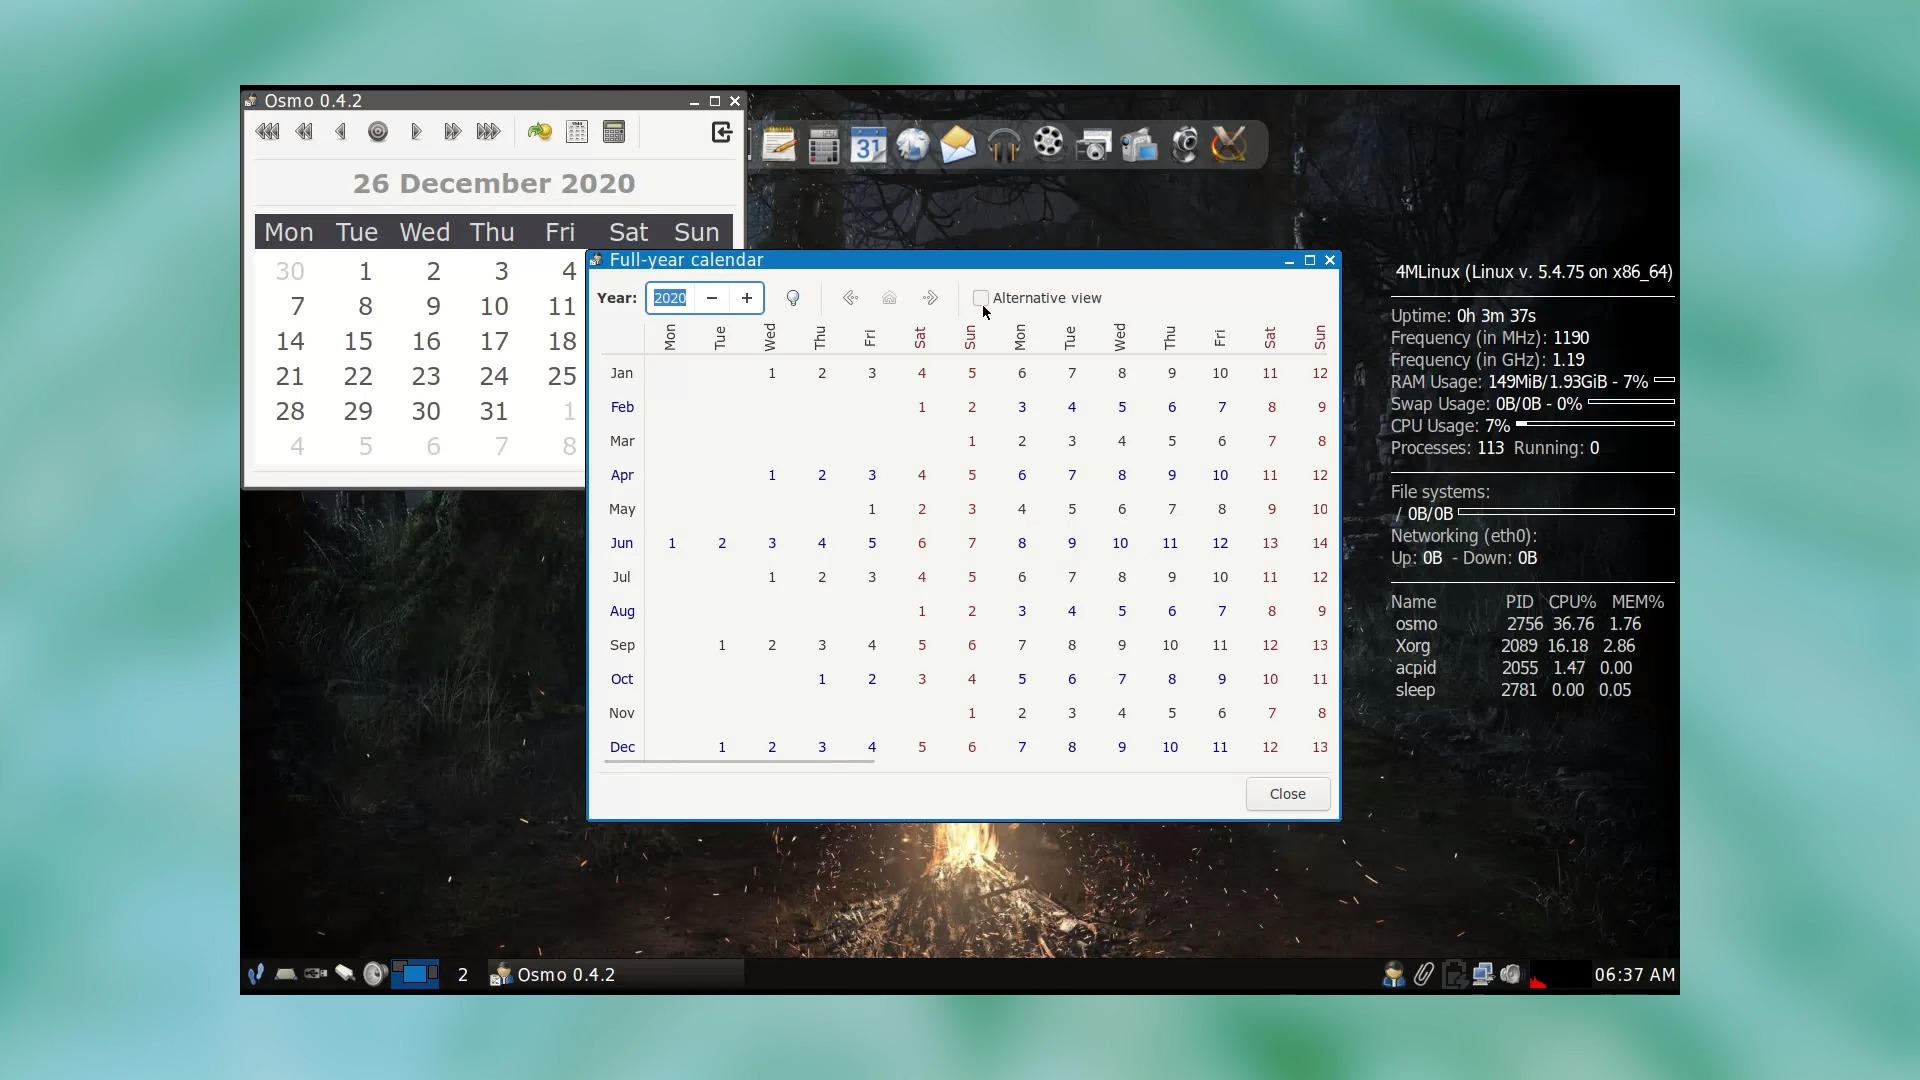 Osmo 0.4.2
26 December 2020
Mon Tue Wed Thu Fri Sat Sun
30 1 2 3 4
7 8 9 10 11
14 15 16 17 18
21 22 23 24 25
28 29 30 31 1
4 5 6 7 8
31
Full-year calendar
Year: 2020 − + Alternative view
Mon Tue Wed Thu Fri Sat Sun Mon Tue Wed Thu Fri Sat Sun
Jan 1 2 3 4 5 6 7 8 9 10 11 12
Feb 1 2 3 4 5 6 7 8 9
Mar 1 2 3 4 5 6 7 8
Apr 1 2 3 4 5 6 7 8 9 10 11 12
May 1 2 3 4 5 6 7 8 9 10
Jun 1 2 3 4 5 6 7 8 9 10 11 12 13 14
Jul 1 2 3 4 5 6 7 8 9 10 11 12
Aug 1 2 3 4 5 6 7 8 9
Sep 1 2 3 4 5 6 7 8 9 10 11 12 13
Oct 1 2 3 4 5 6 7 8 9 10 11
Nov 1 2 3 4 5 6 7 8
Dec 1 2 3 4 5 6 7 8 9 10 11 12 13
Close
4MLinux (Linux v. 5.4.75 on x86_64)
Uptime: 0h 3m 37s
Frequency (in MHz): 1190
Frequency (in GHz): 1.19
RAM Usage: 149MiB/1.93GiB - 7%
Swap Usage: 0B/0B - 0%
CPU Usage: 7%
Processes: 113 Running: 0
File systems:
/ 0B/0B
Networking (eth0):
Up: 0B - Down: 0B
Name PID CPU% MEM%
osmo 2756 36.76 1.76
Xorg 2089 16.18 2.86
acpid 2055 1.47 0.00
sleep 2781 0.00 0.05
2 Osmo 0.4.2 06:37 AM